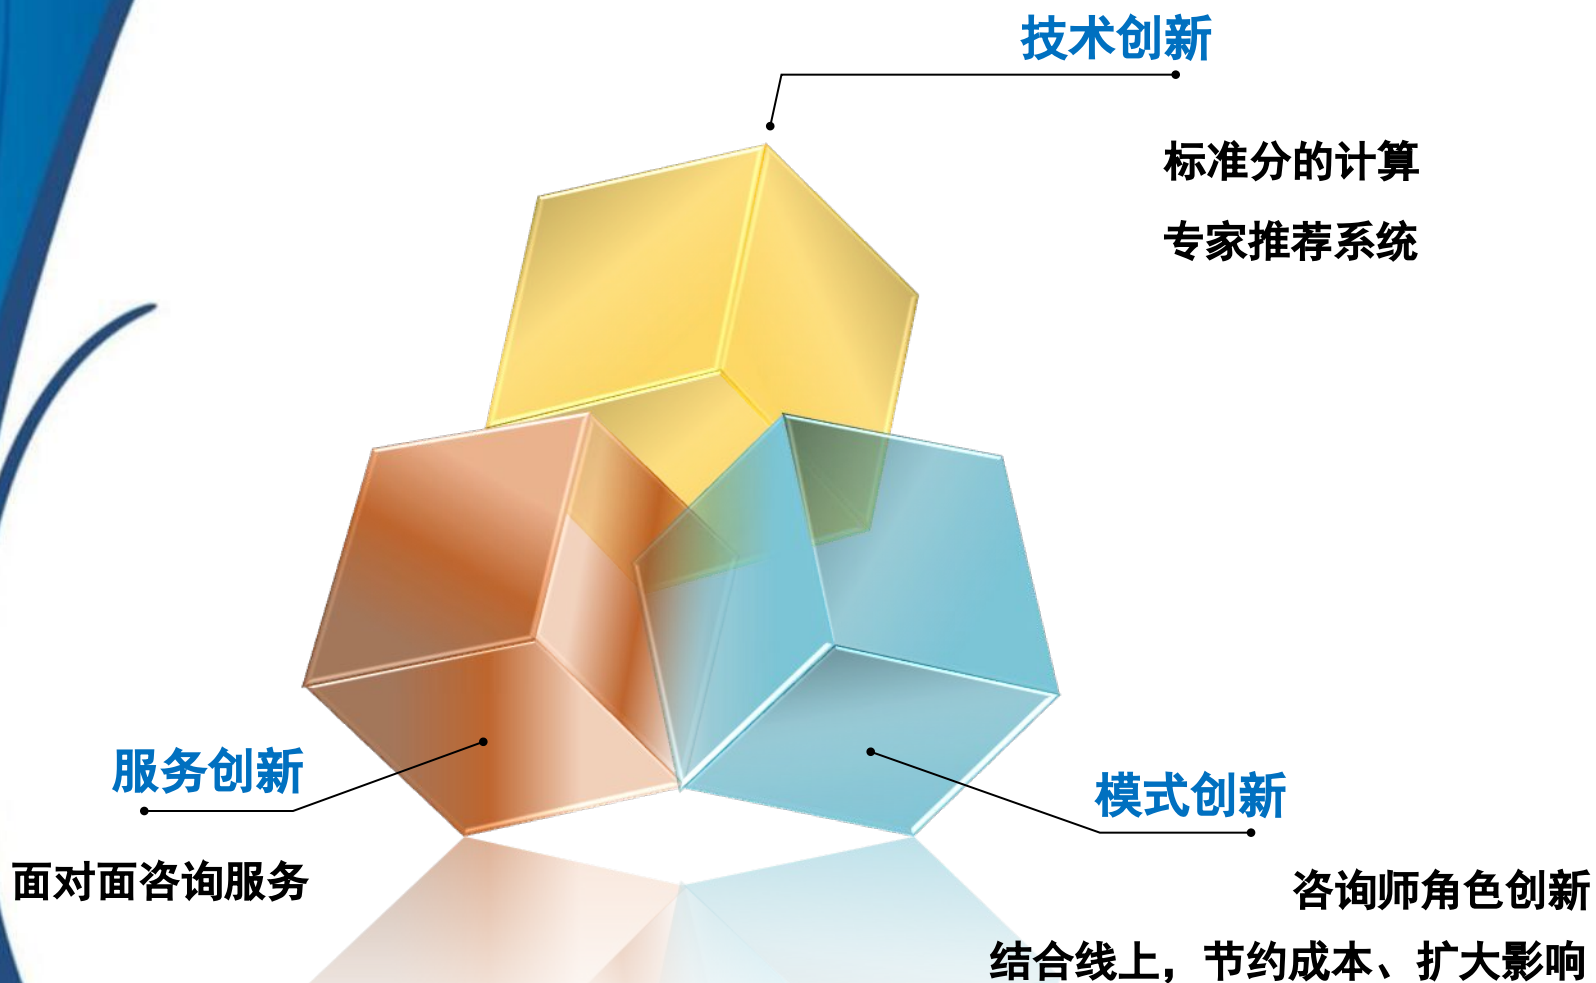 技术创新
标准分的计算
专家推荐系统
服务创新
面对面咨询服务
模式创新
咨询师角色创新
结合线上，节约成本、扩大影响